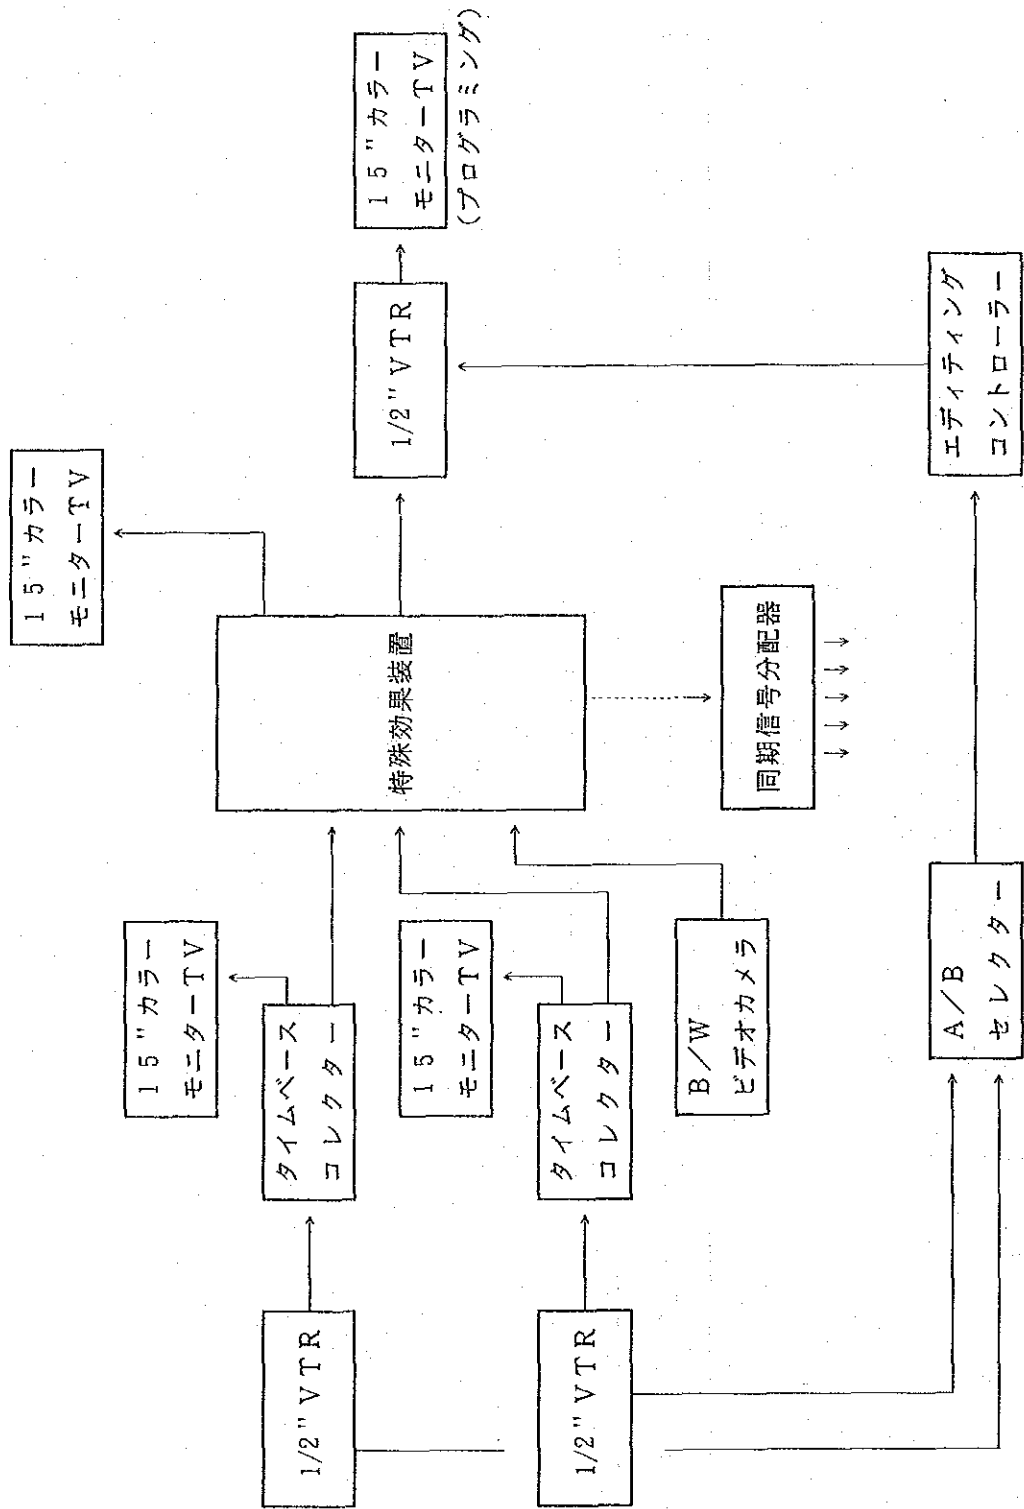 15"カラー
モニターTV
15"カラー
モニターTV
(プログラミング)
15"カラー
モニターTV
1/2"VTR
タイムベース
コレクター
特殊効果装置
1/2"VTR
15"カラー
モニターTV
1/2"VTR
タイムベース
コレクター
B/W
ビデオカメラ
同期信号分配器
A/B
セレクター
エディティング
コントローラー